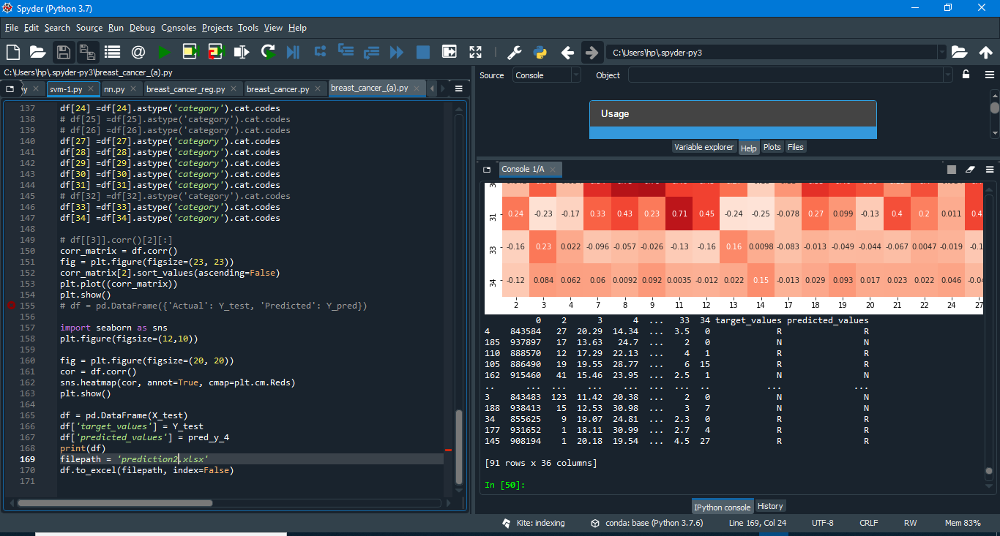 Spyder (Python 3.7)
File Edit Search Source Run Debug Consoles Projects Tools View Help
C:\Users\hp\.spyder-py3
C:\Users\hp\.spyder-py3\breast_cancer_(a).py
y svm-1.py nn.py breast_cancer_reg.py breast_cancer.py breast_cancer_(a).py
137 df[24] =df[24].astype('category').cat.codes
138 # df[25] =df[25].astype('category').cat.codes
139 # df[26] =df[26].astype('category').cat.codes
140 df[27] =df[27].astype('category').cat.codes
141 df[28] =df[28].astype('category').cat.codes
142 df[29] =df[29].astype('category').cat.codes
143 df[30] =df[30].astype('category').cat.codes
144 df[31] =df[31].astype('category').cat.codes
145 # df[32] =df[32].astype('category').cat.codes
146 df[33] =df[33].astype('category').cat.codes
147 df[34] =df[34].astype('category').cat.codes
148
149 # df[[3]].corr()[2][:]
150 corr_matrix = df.corr()
151 fig = plt.figure(figsize=(23, 23))
152 corr_matrix[2].sort_values(ascending=False)
153 plt.plot((corr_matrix))
154 plt.show()
155 # df = pd.DataFrame({'Actual': Y_test, 'Predicted': Y_pred})
156
157 import seaborn as sns
158 plt.figure(figsize=(12,10))
159
160 fig = plt.figure(figsize=(20, 20))
161 cor = df.corr()
162 sns.heatmap(cor, annot=True, cmap=plt.cm.Reds)
163 plt.show()
164
165 df = pd.DataFrame(X_test)
166 df['target_values'] = Y_test
167 df['predicted_values'] = pred_y_4
168 print(df)
169 filepath = 'prediction2.xlsx'
170 df.to_excel(filepath, index=False)
171
Source Console Object
Usage
Variable explorer Help Plots Files
Console 1/A
31 0.24 -0.23 -0.17 0.33 0.43 0.23 0.71 0.45 -0.24 -0.25 -0.078 0.27 0.099 -0.13 0.4 0.2 0.011 0.4
33 -0.16 0.23 0.022 -0.096 -0.057 -0.026 -0.13 -0.16 0.16 0.0098 -0.083 -0.013 -0.049 -0.044 -0.067 0.0047 -0.019 -0.1
34 -0.12 0.084 0.062 0.06 0.0092 0.092 0.0035 -0.012 0.022 0.15 -0.013 0.029 0.093 0.017 0.023 0.022 0.046 -0.04
2 3 4 7 8 9 11 12 13 14 17 18 19 20 21 22 24 27
0 2 3 4 ... 33 34 target_values predicted_values
4 843584 27 20.29 14.34 ... 3.5 0 R R
185 937897 17 13.63 24.7 ... 2 0 N N
110 888570 12 17.29 22.13 ... 4 1 R R
105 886490 19 19.55 28.77 ... 6 15 R R
162 915460 41 15.46 23.95 ... 2.5 1 N N
.. ... ... ... ... ... ... .. ... ...
3 843483 123 11.42 20.38 ... 2 0 N N
188 938413 15 12.53 30.98 ... 3 7 N N
34 855625 9 19.07 24.81 ... 2.3 0 R R
177 931652 1 18.11 30.99 ... 2.7 4 R R
145 908194 1 20.18 19.54 ... 4.5 27 R R
[91 rows x 36 columns]
In [50]:
IPython console History
Kite: indexing conda: base (Python 3.7.6) Line 169, Col 24 UTF-8 CRLF RW Mem 83%